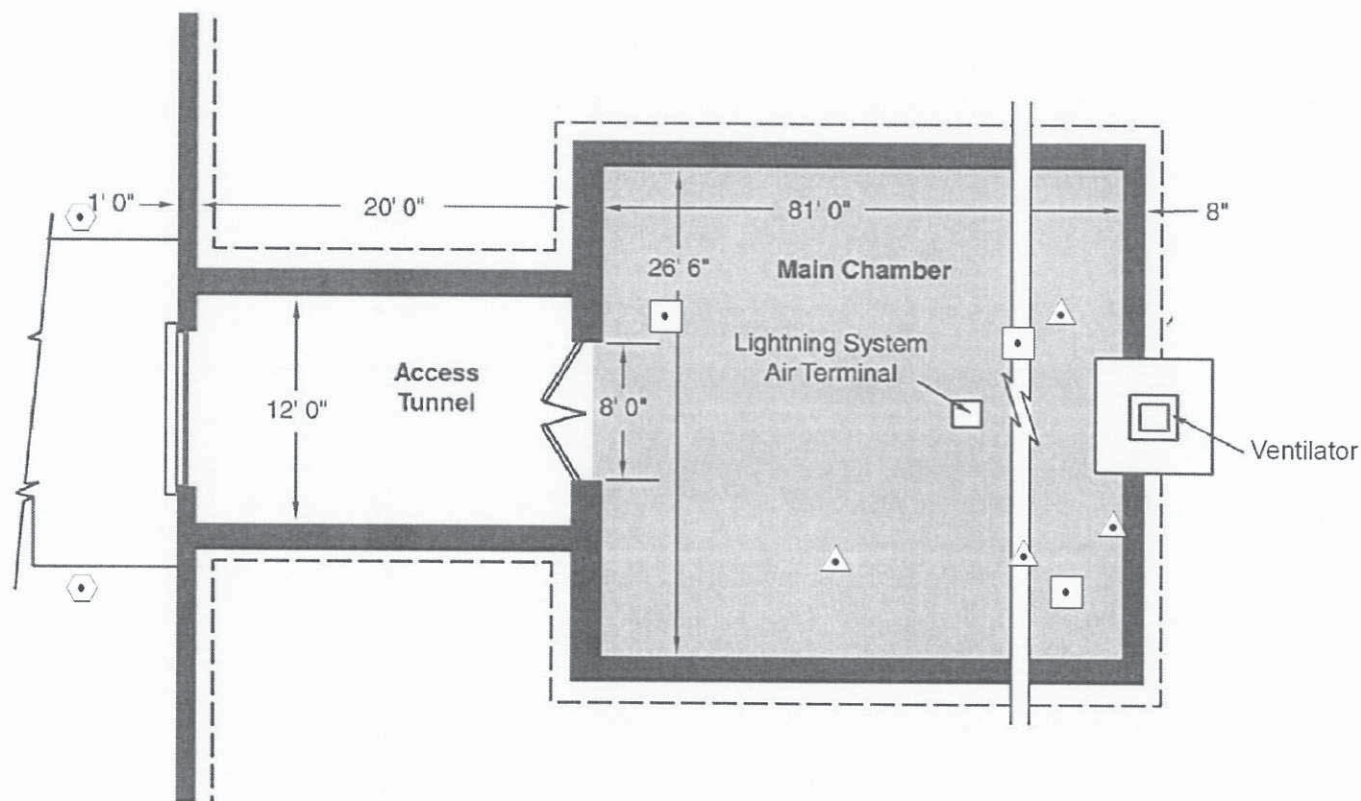 1' 0"
20' 0"
81' 0"
8"
26' 6"
Main Chamber
Lightning System
Air Terminal
Access
Tunnel
12' 0"
8' 0"
Ventilator